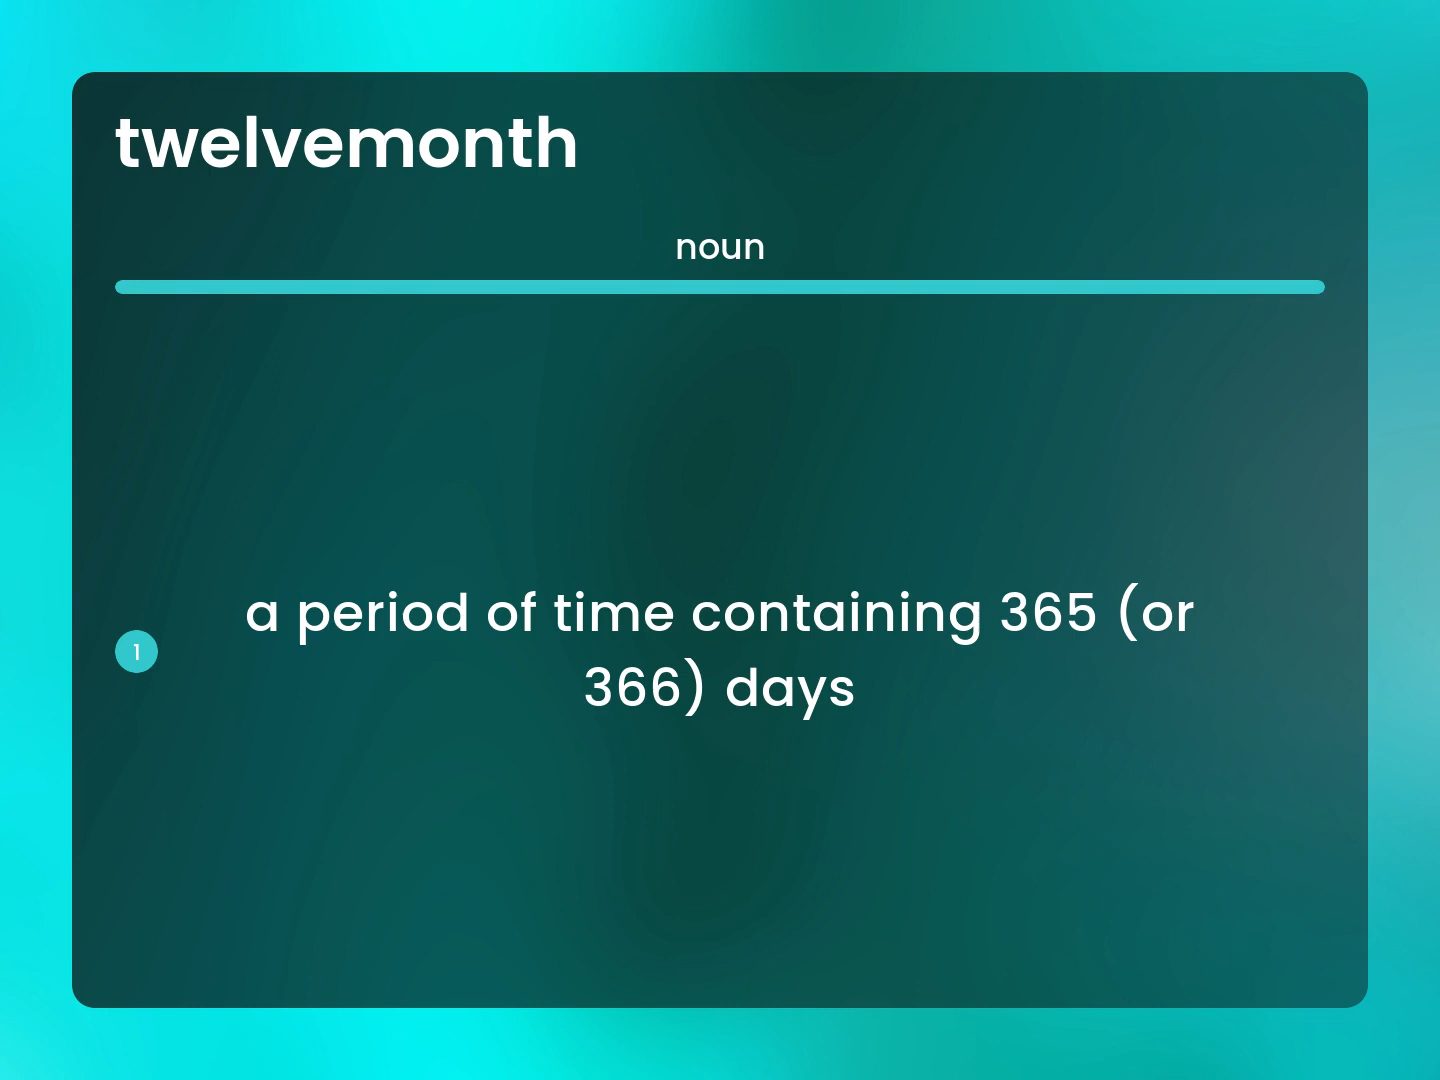 twelvemonth
noun
1
a period of time containing 365 (or
366) days